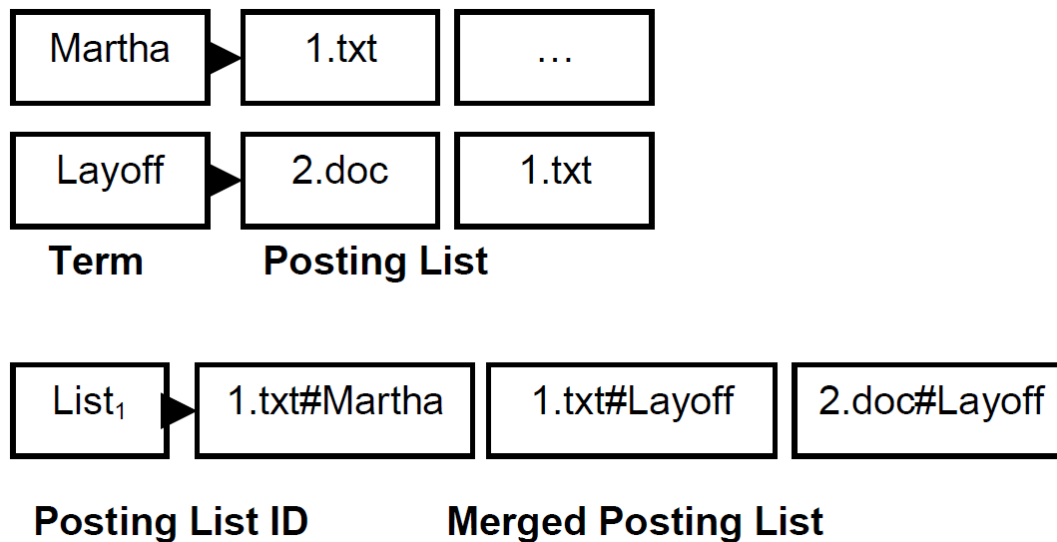 Martha 1.txt …
Layoff 2.doc 1.txt
Term Posting List
List₁ 1.txt#Martha 1.txt#Layoff 2.doc#Layoff
Posting List ID Merged Posting List